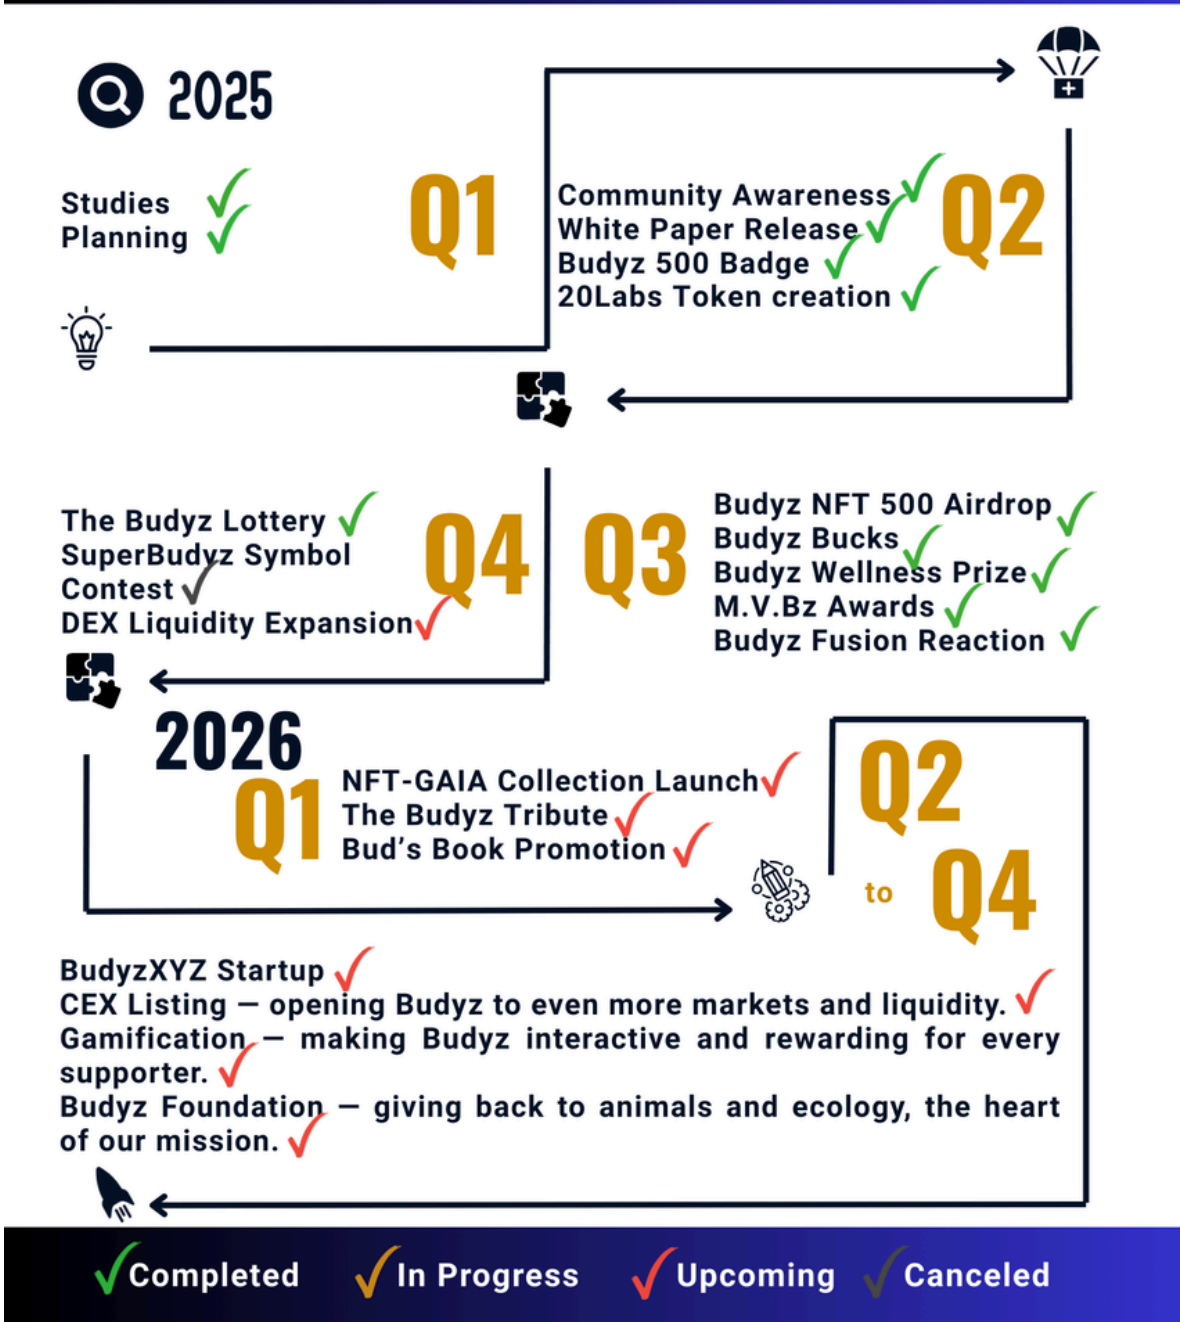 2025
Studies
Planning
Q1
Community Awareness
White Paper Release
Budyz 500 Badge
20Labs Token creation
Q2
Budyz NFT 500 Airdrop
Budyz Bucks
Budyz Wellness Prize
M.V.Bz Awards
Budyz Fusion Reaction
Q3
The Budyz Lottery
SuperBudyz Symbol
Contest
DEX Liquidity Expansion
Q4
2026
Q1
NFT-GAIA Collection Launch
The Budyz Tribute
Bud’s Book Promotion
Q2
to Q4
BudyzXYZ Startup
CEX Listing — opening Budyz to even more markets and liquidity.
Gamification — making Budyz interactive and rewarding for every
supporter.
Budyz Foundation — giving back to animals and ecology, the heart
of our mission.
Completed In Progress Upcoming Canceled